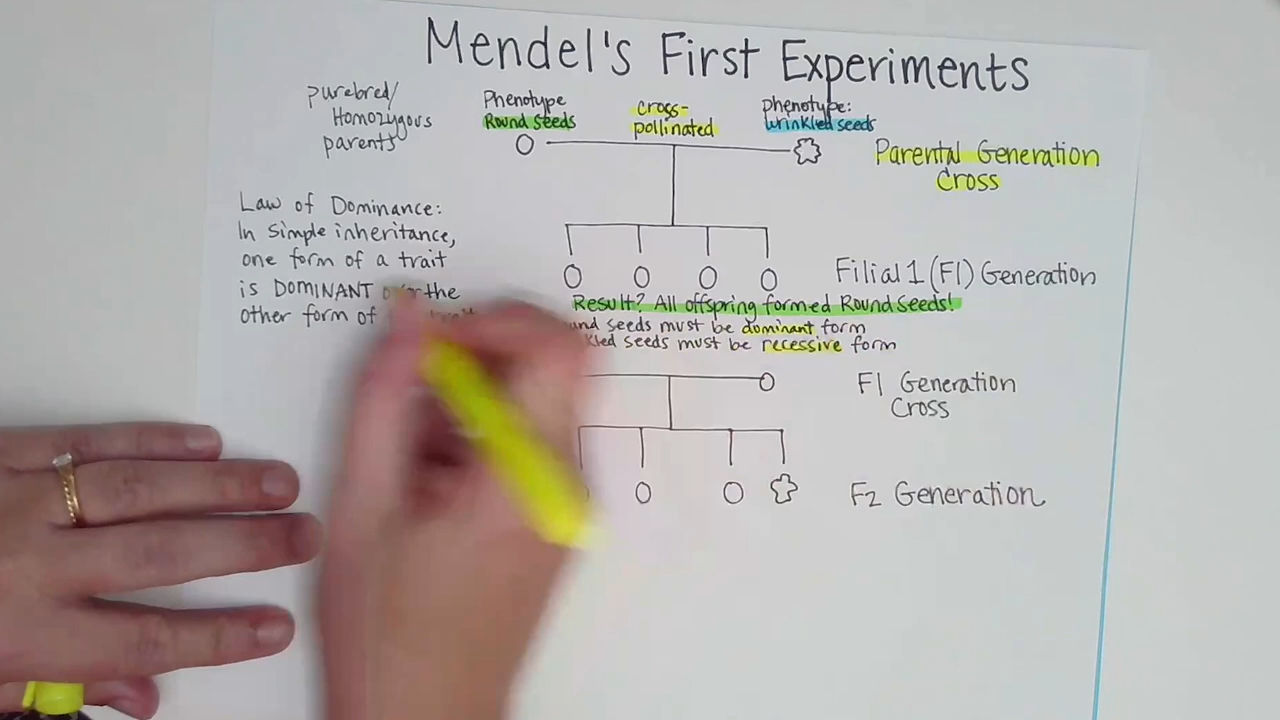 Mendel's First Experiments
purebred/
Homozygous
parents
Phenotype
Round seeds
cross-
pollinated
phenotype:
wrinkled seeds
Parental Generation
Cross
Law of Dominance:
In simple inheritance,
one form of a trait
is DOMINANT over the
other form of
Filial 1 (F1) Generation
Result? All offspring formed Round Seeds!
seeds must be dominant form
seeds must be recessive form
F1 Generation
Cross
F2 Generation